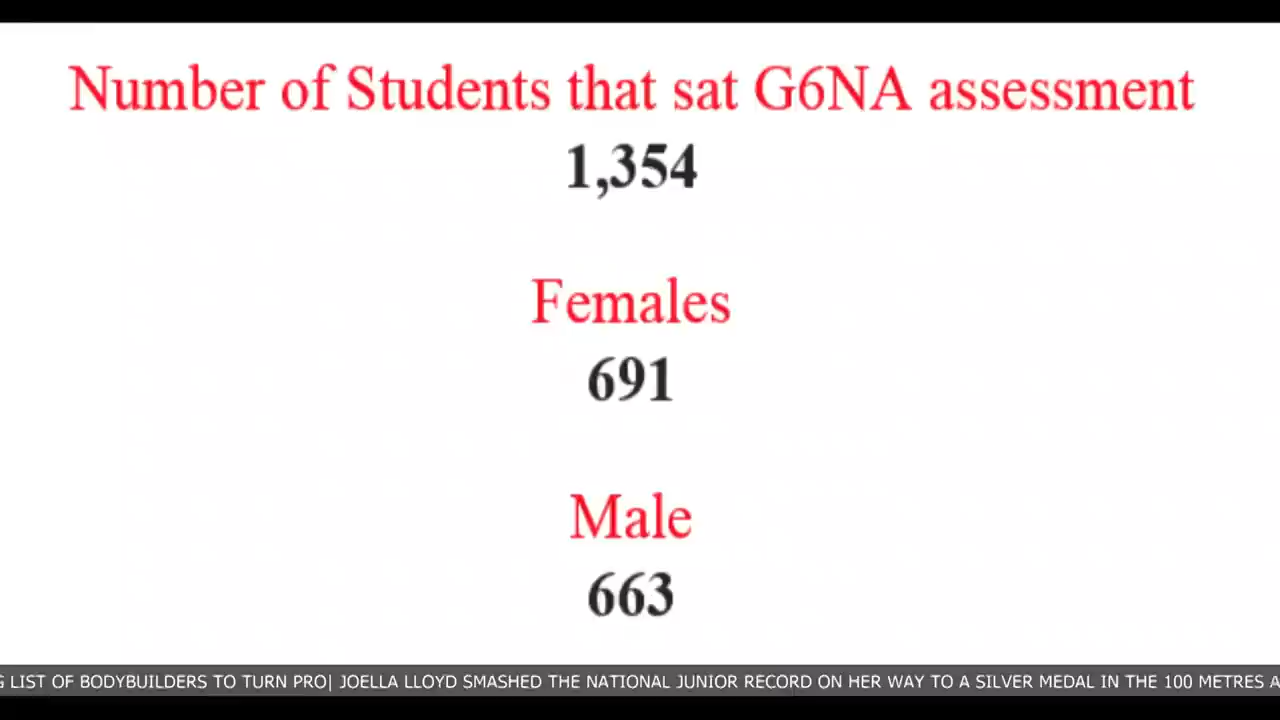 Number of Students that sat G6NA assessment
1,354
Females
691
Male
663
LIST OF BODYBUILDERS TO TURN PRO| JOELLA LLOYD SMASHED THE NATIONAL JUNIOR RECORD ON HER WAY TO A SILVER MEDAL IN THE 100 METRES